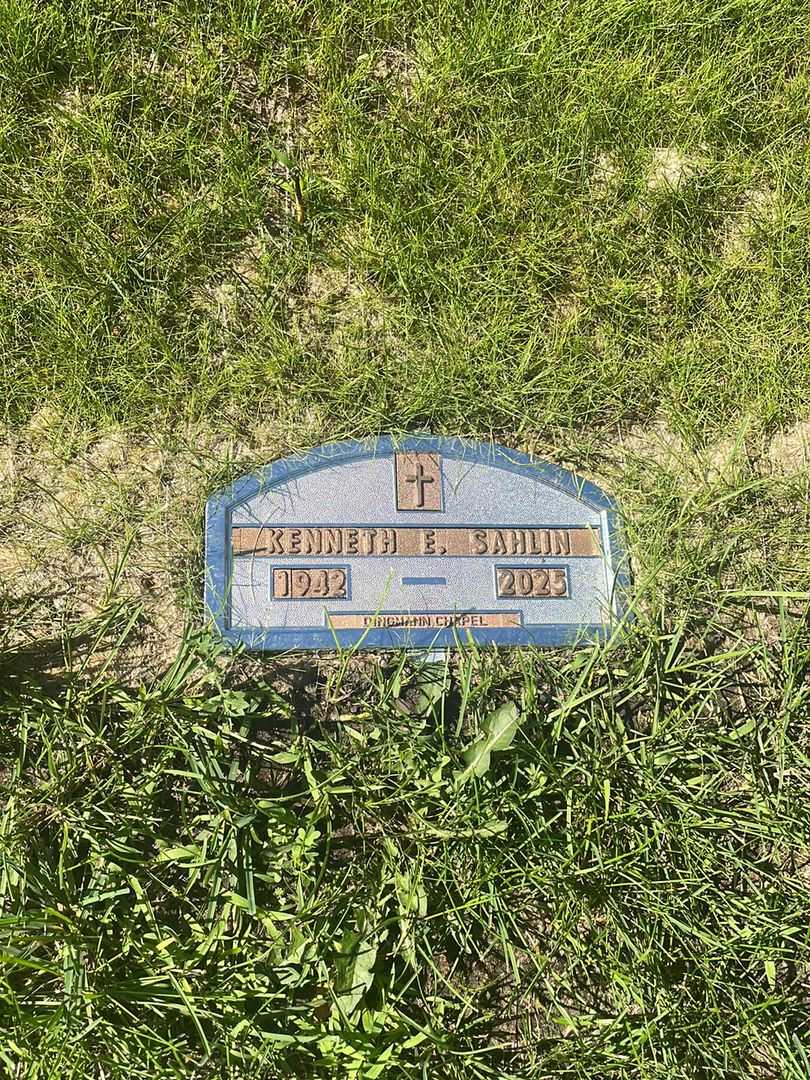 KENNETH E. SAHLIN
1942 - 2025
DINGMANN CHAPEL